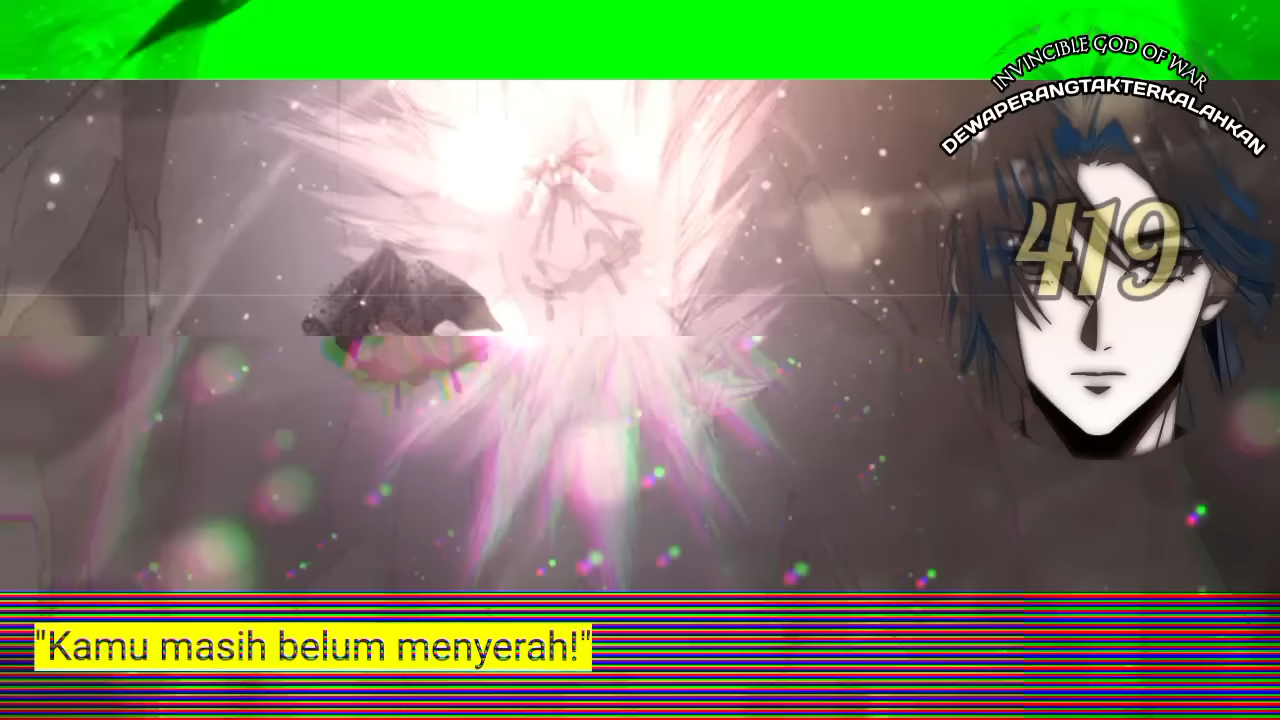 INVINCIBLE GOD OF WAR
DEWAPERANGTAKTERKALAHKAN
419
"Kamu masih belum menyerah!"